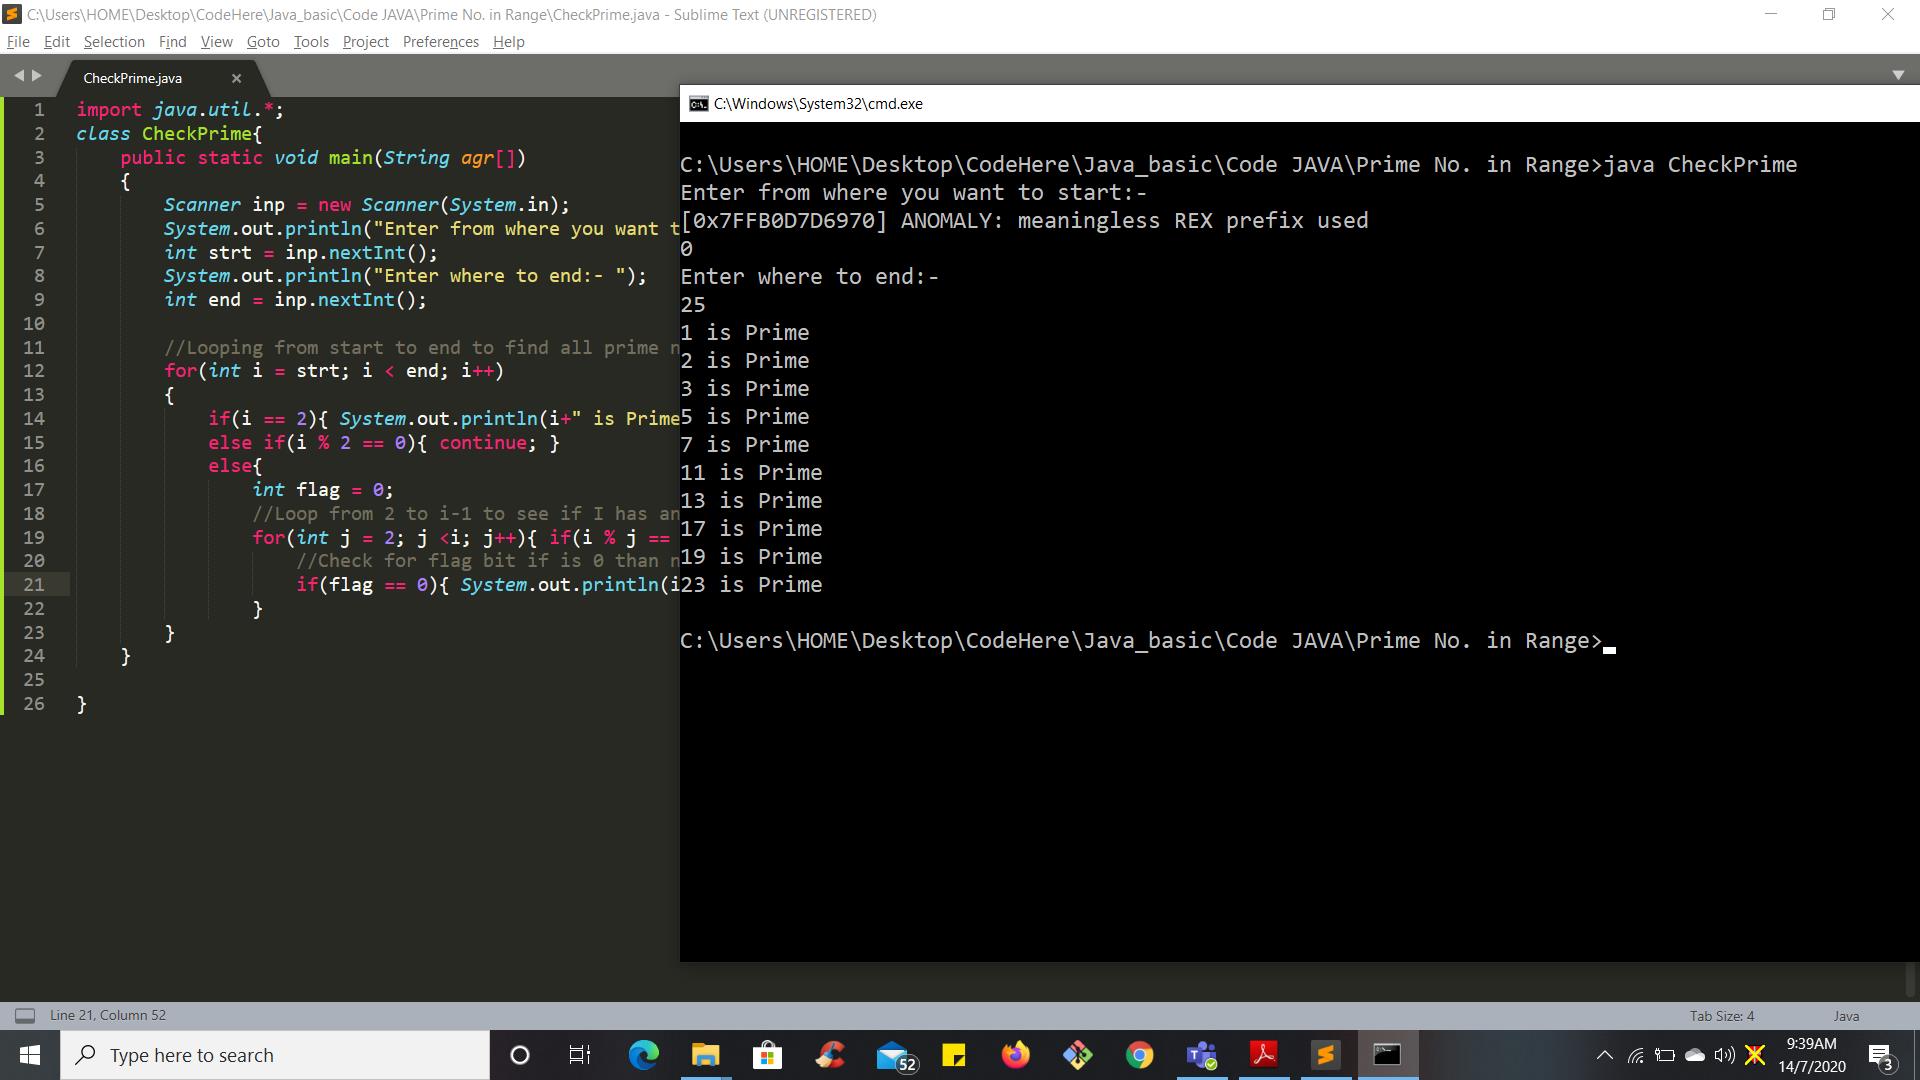 C:\Users\HOME\Desktop\CodeHere\Java_basic\Code JAVA\Prime No. in Range\CheckPrime.java - Sublime Text (UNREGISTERED)
File Edit Selection Find View Goto Tools Project Preferences Help
CheckPrime.java
1 import java.util.*;
2 class CheckPrime{
3 public static void main(String agr[])
4 {
5 Scanner inp = new Scanner(System.in);
6 System.out.println("Enter from where you want t
7 int strt = inp.nextInt();
8 System.out.println("Enter where to end:- ");
9 int end = inp.nextInt();
10
11 //Looping from start to end to find all prime n
12 for(int i = strt; i < end; i++)
13 {
14 if(i == 2){ System.out.println(i+" is Prime
15 else if(i % 2 == 0){ continue; }
16 else{
17 int flag = 0;
18 //Loop from 2 to i-1 to see if I has an
19 for(int j = 2; j <i; j++){ if(i % j ==
20 //Check for flag bit if is 0 than n
21 if(flag == 0){ System.out.println(i
22 }
23 }
24 }
25
26 }
C:\Windows\System32\cmd.exe
C:\Users\HOME\Desktop\CodeHere\Java_basic\Code JAVA\Prime No. in Range>java CheckPrime
Enter from where you want to start:-
[0x7FFB0D7D6970] ANOMALY: meaningless REX prefix used
0
Enter where to end:-
25
1 is Prime
2 is Prime
3 is Prime
5 is Prime
7 is Prime
11 is Prime
13 is Prime
17 is Prime
19 is Prime
23 is Prime
C:\Users\HOME\Desktop\CodeHere\Java_basic\Code JAVA\Prime No. in Range>
Line 21, Column 52
Tab Size: 4
Java
Type here to search
52
9:39AM
14/7/2020
3